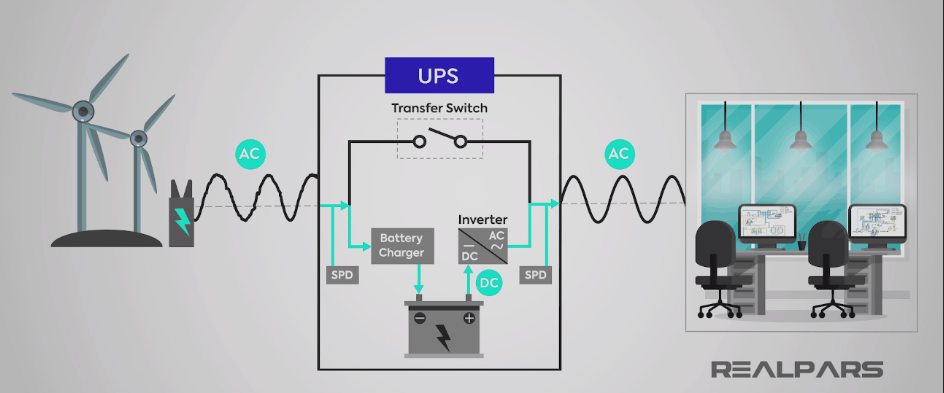 UPS
Transfer Switch
AC
AC
Inverter
Battery
Charger
AC
DC
SPD
DC
SPD
REALPARS